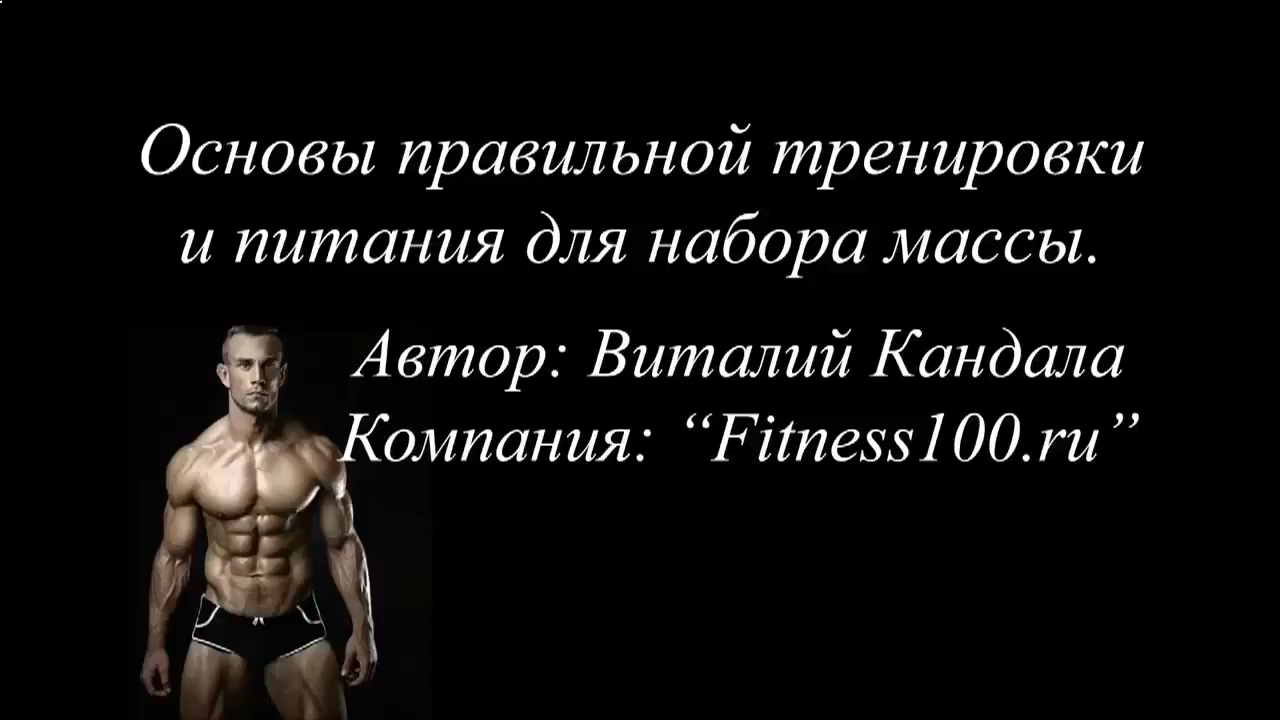 Основы правильной тренировки
и питания для набора массы.
Автор: Виталий Кандала
Компания: “Fitness100.ru”